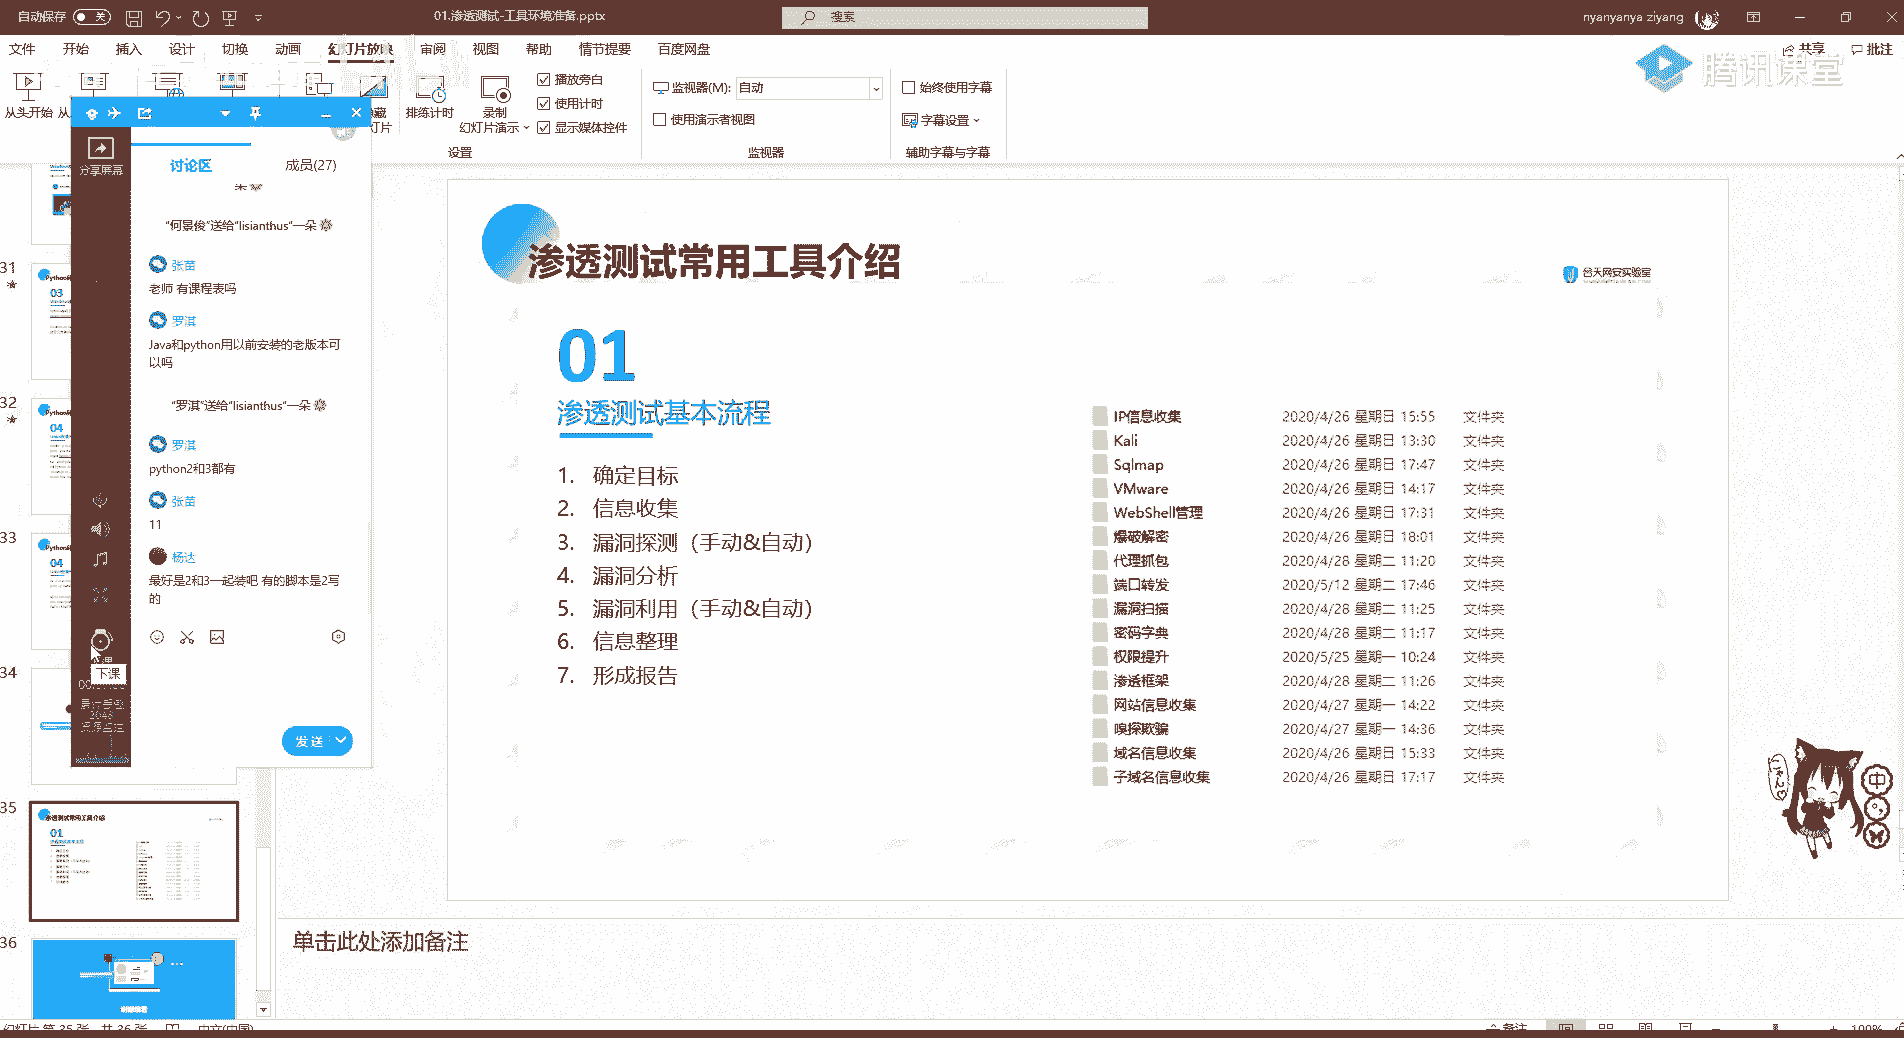 自动保存 关
01.渗透测试-工具环境准备.pptx
搜索
nyanyanya ziyang
文件 开始 插入 设计 切换 动画 幻灯片放映 审阅 视图 帮助 情节提要 百度网盘
共享 批注
腾讯课堂
从头开始
排练计时
录制
幻灯片演示
播放旁白
使用计时
显示媒体控件
设置
监视器(M): 自动
使用演示者视图
监视器
始终使用字幕
字幕设置
辅助字幕与字幕
分享屏幕
讨论区 成员(27)
“何景俊”送给“lisianthus”一朵
张苗
老师 有课程表吗
罗淇
Java和python用以前安装的老版本可
以吗
“罗淇”送给“lisianthus”一朵
罗淇
python2和3都有
张苗
11
杨达
最好是2和3一起装吧 有的脚本是2写
的
下课
发送
31
32
33
34
35
36
渗透测试常用工具介绍
合天网安实验室
01
渗透测试基本流程
1. 确定目标
2. 信息收集
3. 漏洞探测（手动&自动）
4. 漏洞分析
5. 漏洞利用（手动&自动）
6. 信息整理
7. 形成报告
IP信息收集 2020/4/26 星期日 15:55 文件夹
Kali 2020/4/26 星期日 13:30 文件夹
Sqlmap 2020/4/26 星期日 17:47 文件夹
VMware 2020/4/26 星期日 14:17 文件夹
WebShell管理 2020/4/26 星期日 17:31 文件夹
爆破解密 2020/4/26 星期日 18:01 文件夹
代理抓包 2020/4/28 星期二 11:20 文件夹
端口转发 2020/5/12 星期二 17:46 文件夹
漏洞扫描 2020/4/28 星期二 11:25 文件夹
密码字典 2020/4/28 星期二 11:17 文件夹
权限提升 2020/5/25 星期一 10:24 文件夹
渗透框架 2020/4/28 星期二 11:26 文件夹
网站信息收集 2020/4/27 星期一 14:22 文件夹
嗅探欺骗 2020/4/27 星期一 14:36 文件夹
域名信息收集 2020/4/26 星期日 15:33 文件夹
子域名信息收集 2020/4/26 星期日 17:17 文件夹
中
单击此处添加备注
幻灯片 第 35 张，共 36 张 中文(中国)
备注
100%